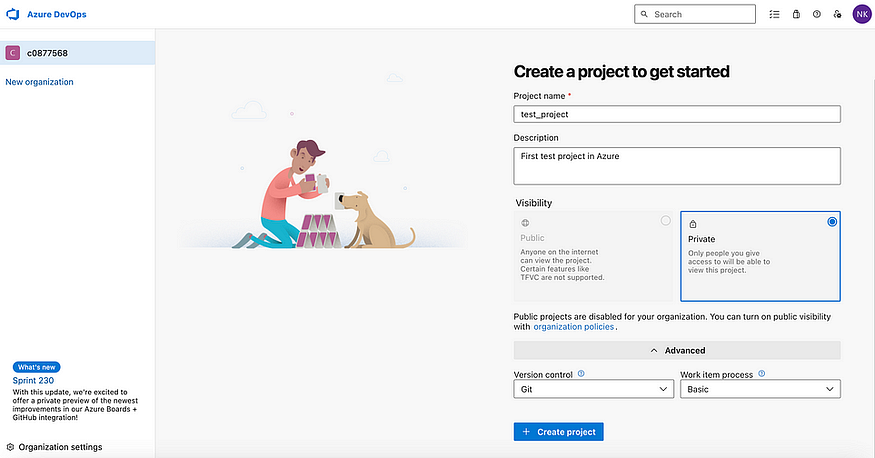 Azure DevOps
Search
NK
C c0877568
New organization
Create a project to get started
Project name *
test_project
Description
First test project in Azure
Visibility
Public
Anyone on the internet
can view the project.
Certain features like
TFVC are not supported.
Private
Only people you give
access to will be able to
view this project.
Public projects are disabled for your organization. You can turn on public visibility
with organization policies.
Advanced
Version control
Git
Work item process
Basic
+ Create project
What's new
Sprint 230
With this update, we're excited to
offer a private preview of the newest
improvements in our Azure Boards +
GitHub integration!
Organization settings